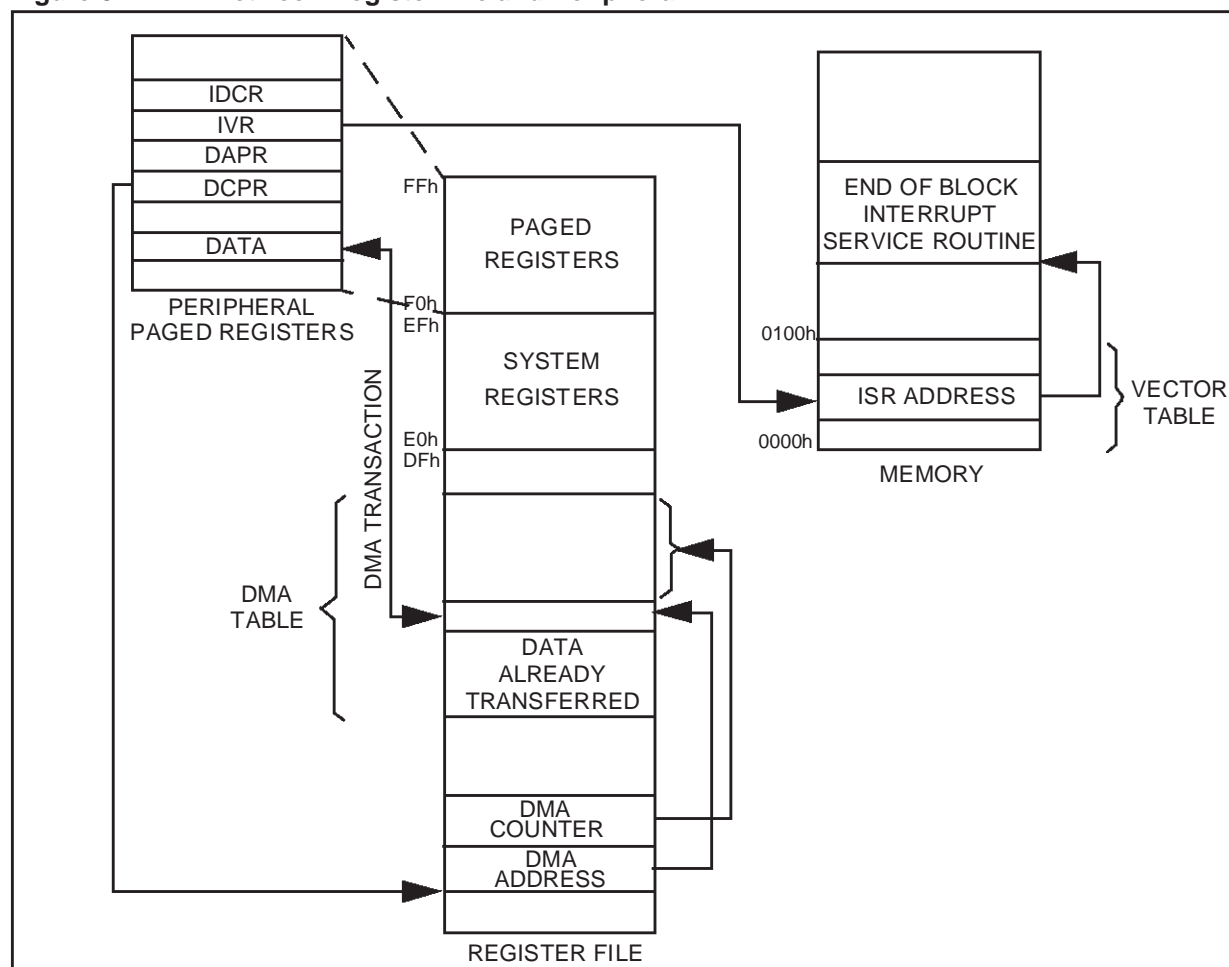 IDCR
IVR
DAPR
DCPR
DATA
PERIPHERAL
PAGED REGISTERS
DMA TRANSACTION
DMA
TABLE
FFh
F0h
EFh
E0h
DFh
PAGED
REGISTERS
SYSTEM
REGISTERS
DATA
ALREADY
TRANSFERRED
DMA
COUNTER
DMA
ADDRESS
REGISTER FILE
END OF BLOCK
INTERRUPT
SERVICE ROUTINE
0100h
ISR ADDRESS
0000h
MEMORY
VECTOR
TABLE